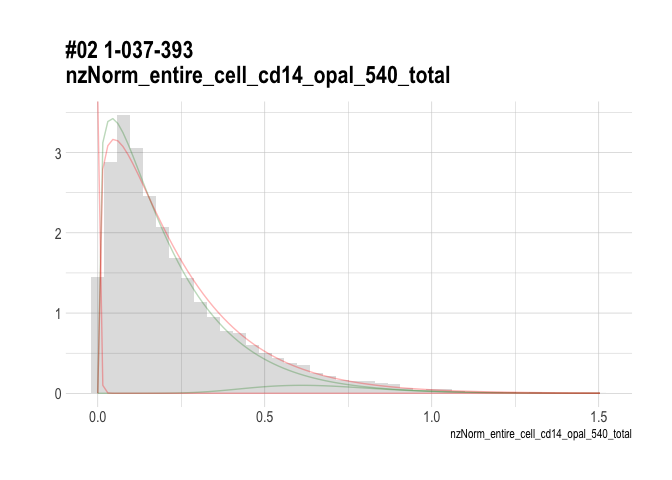 #02 1-037-393
nzNorm_entire_cell_cd14_opal_540_total
3
2
1
0
0.0 0.5 1.0 1.5
nzNorm_entire_cell_cd14_opal_540_total